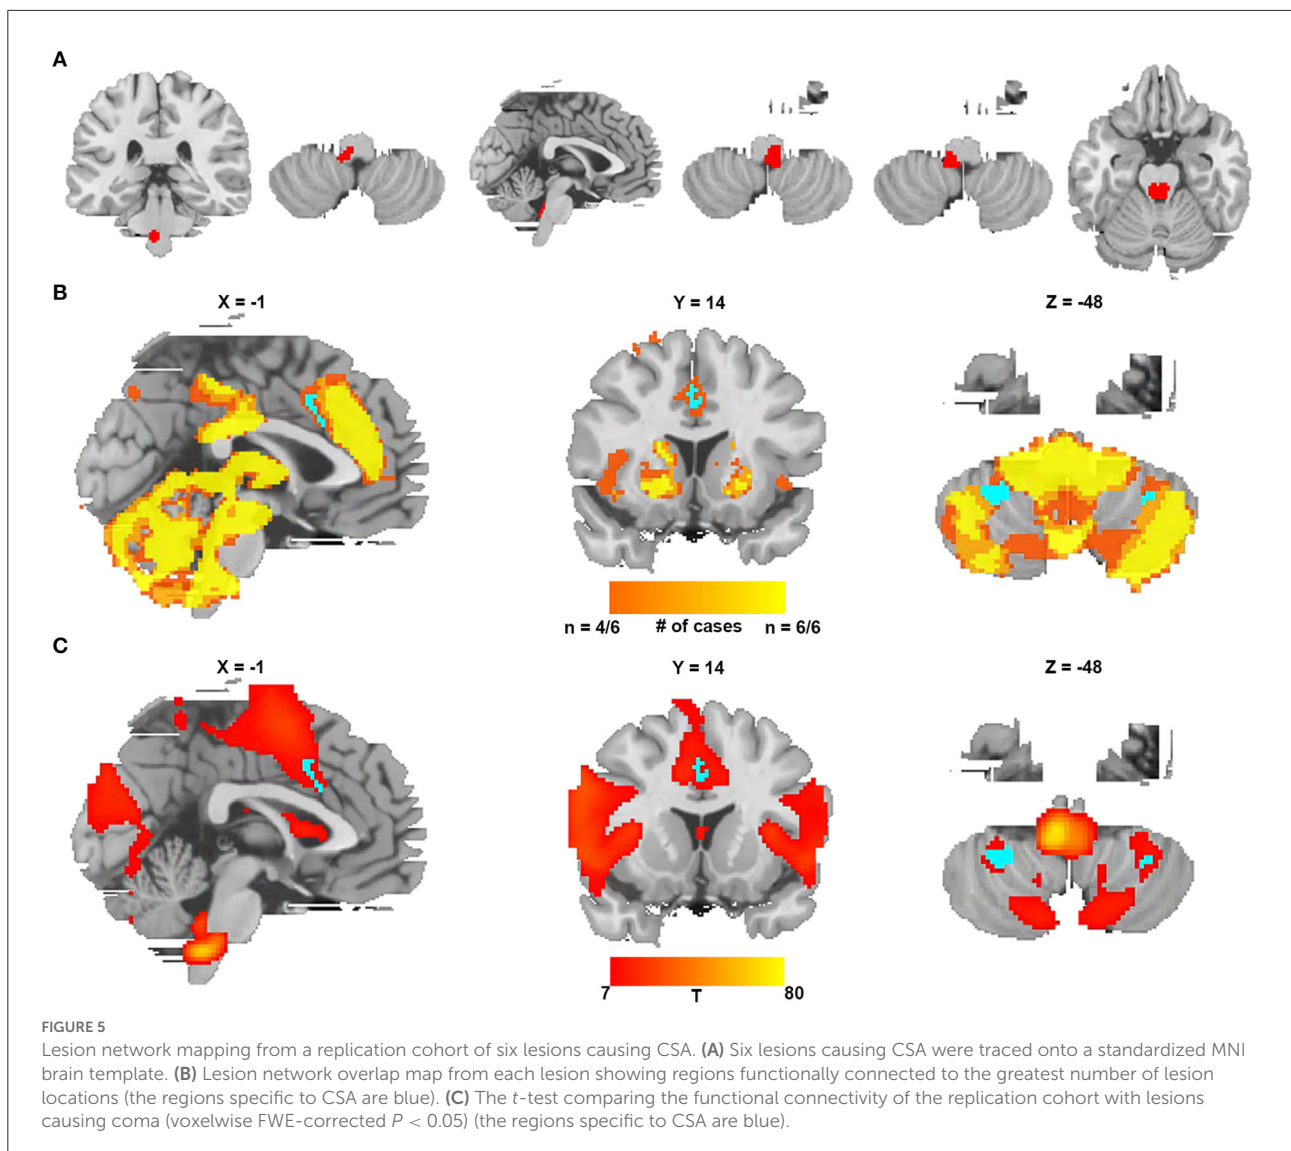 A
B
X = -1
Y = 14
Z = -48
n = 4/6
# of cases
n = 6/6
C
X = -1
Y = 14
Z = -48
7
T
80
FIGURE 5
Lesion network mapping from a replication cohort of six lesions causing CSA. (A) Six lesions causing CSA were traced onto a standardized MNI
brain template. (B) Lesion network overlap map from each lesion showing regions functionally connected to the greatest number of lesion
locations (the regions specific to CSA are blue). (C) The t-test comparing the functional connectivity of the replication cohort with lesions
causing coma (voxelwise FWE-corrected P < 0.05) (the regions specific to CSA are blue).